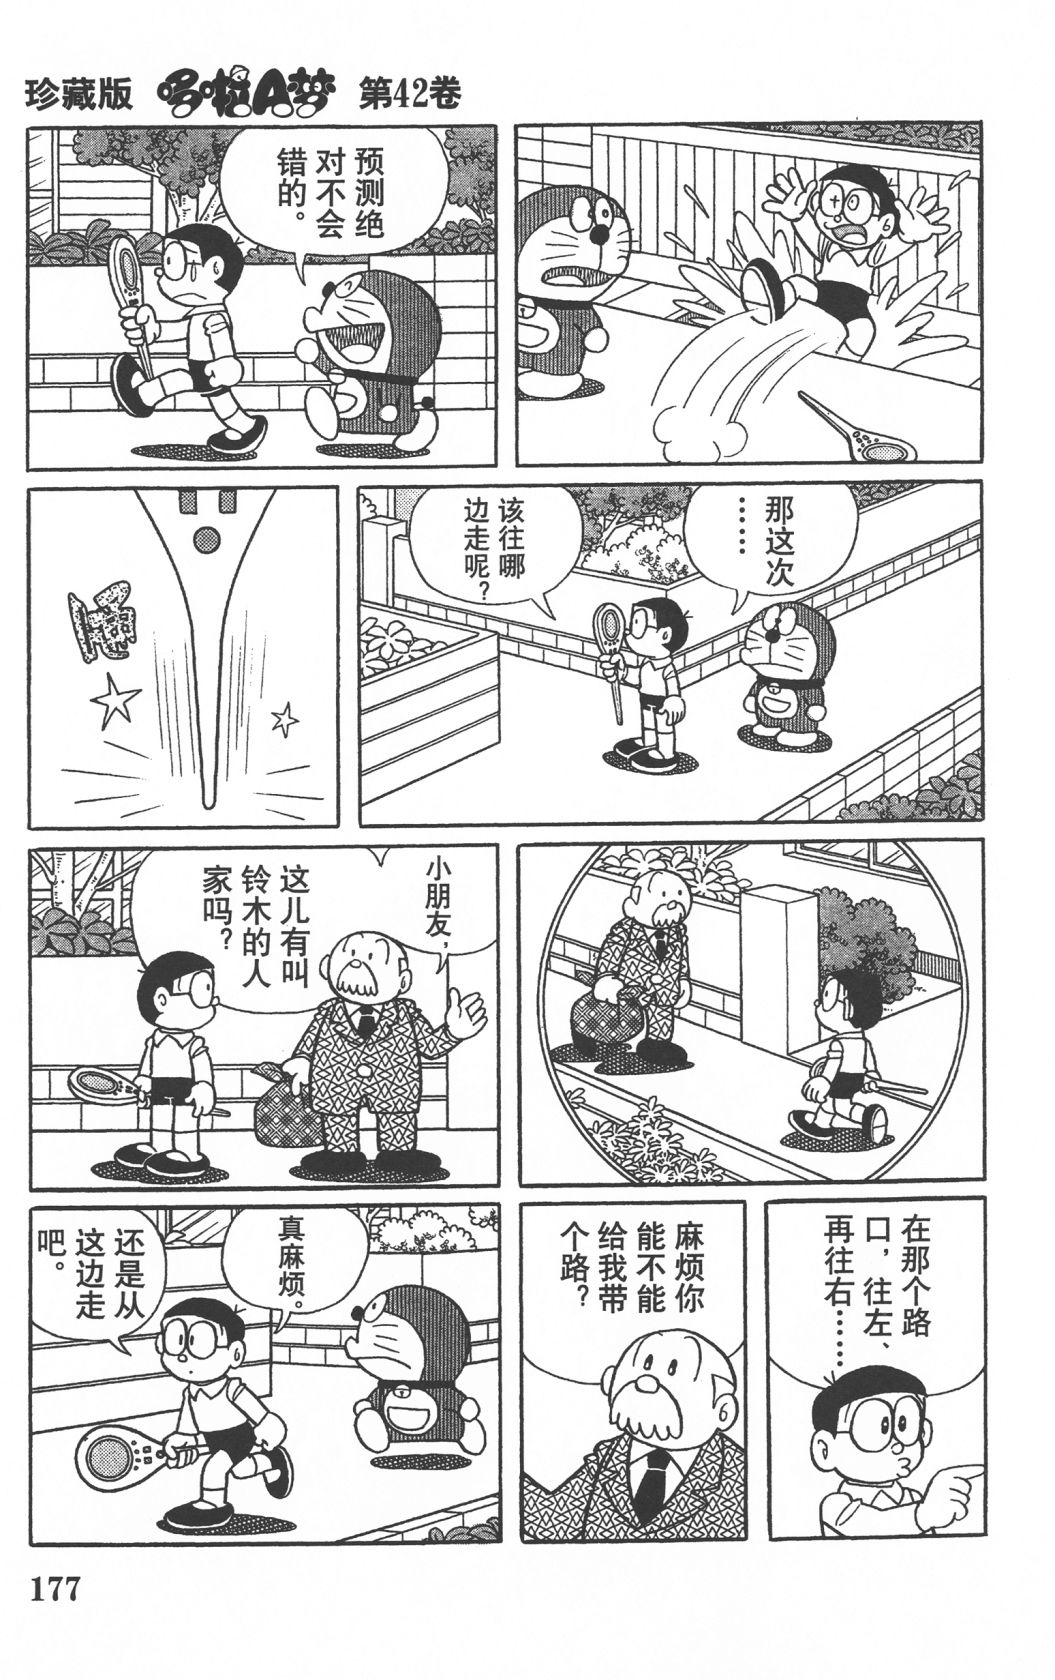 珍藏版 哆啦A梦 第42卷
预测绝
对不会
错的。
那这次
……
该往哪
边走呢？
小朋友，
这儿有叫
铃木的人
家吗？
在那个路
口，往左、
再往右……
麻烦你
能不能
给我带
个路？
真麻烦。
还是从
这边走
吧。
177